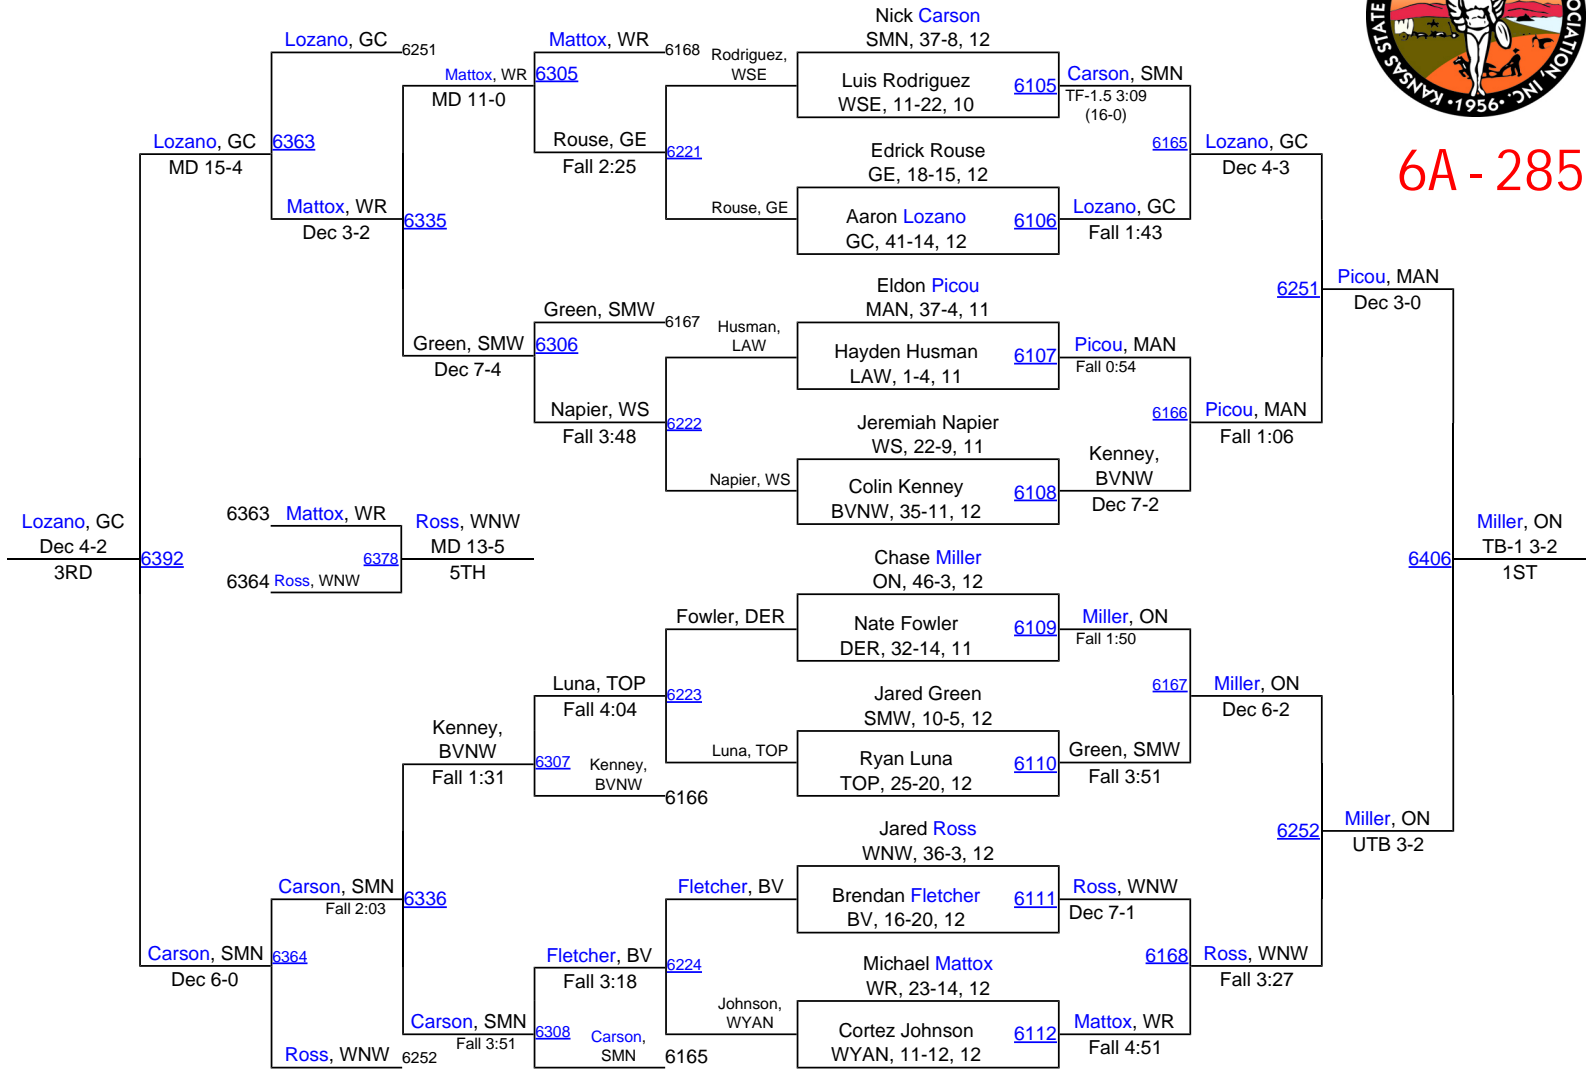 KANSAS STATE
OCIATION, INC.
•1956•
6A - 285
Nick Carson
SMN, 37-8, 12
Luis Rodriguez
WSE, 11-22, 10
6105
Edrick Rouse
GE, 18-15, 12
Aaron Lozano
GC, 41-14, 12
6106
Eldon Picou
MAN, 37-4, 11
Hayden Husman
LAW, 1-4, 11
6107
Jeremiah Napier
WS, 22-9, 11
Colin Kenney
BVNW, 35-11, 12
6108
Chase Miller
ON, 46-3, 12
Nate Fowler
DER, 32-14, 11
6109
Jared Green
SMW, 10-5, 12
Ryan Luna
TOP, 25-20, 12
6110
Jared Ross
WNW, 36-3, 12
Brendan Fletcher
BV, 16-20, 12
6111
Michael Mattox
WR, 23-14, 12
Cortez Johnson
WYAN, 11-12, 12
6112
Carson, SMN
TF-1.5 3:09
(16-0)
6165
Lozano, GC
Fall 1:43
Picou, MAN
Fall 0:54
6166
Kenney,
BVNW
Dec 7-2
Miller, ON
Fall 1:50
6167
Green, SMW
Fall 3:51
Ross, WNW
Dec 7-1
6168
Mattox, WR
Fall 4:51
Lozano, GC
Dec 4-3
6251
Picou, MAN
Fall 1:06
Miller, ON
Dec 6-2
6252
Ross, WNW
Fall 3:27
Picou, MAN
Dec 3-0
6406
Miller, ON
UTB 3-2
Miller, ON
TB-1 3-2
1ST
Rodriguez,
WSE
6221
Rouse, GE
Husman,
LAW
6222
Napier, WS
Fowler, DER
6223
Luna, TOP
Fletcher, BV
6224
Johnson,
WYAN
Mattox, WR
6168
6305
Rouse, GE
Fall 2:25
Green, SMW
6167
6306
Napier, WS
Fall 3:48
Luna, TOP
Fall 4:04
6307
Kenney,
BVNW
6166
Fletcher, BV
Fall 3:18
6308
Carson,
SMN
6165
Mattox, WR
MD 11-0
6335
Green, SMW
Dec 7-4
Kenney,
BVNW
Fall 1:31
6336
Carson, SMN
Fall 3:51
Lozano, GC
6251
6363
Mattox, WR
Dec 3-2
Carson, SMN
Fall 2:03
6364
Ross, WNW
6252
Lozano, GC
MD 15-4
6392
Carson, SMN
Dec 6-0
Lozano, GC
Dec 4-2
3RD
6363
Mattox, WR
6378
6364
Ross, WNW
Ross, WNW
MD 13-5
5TH